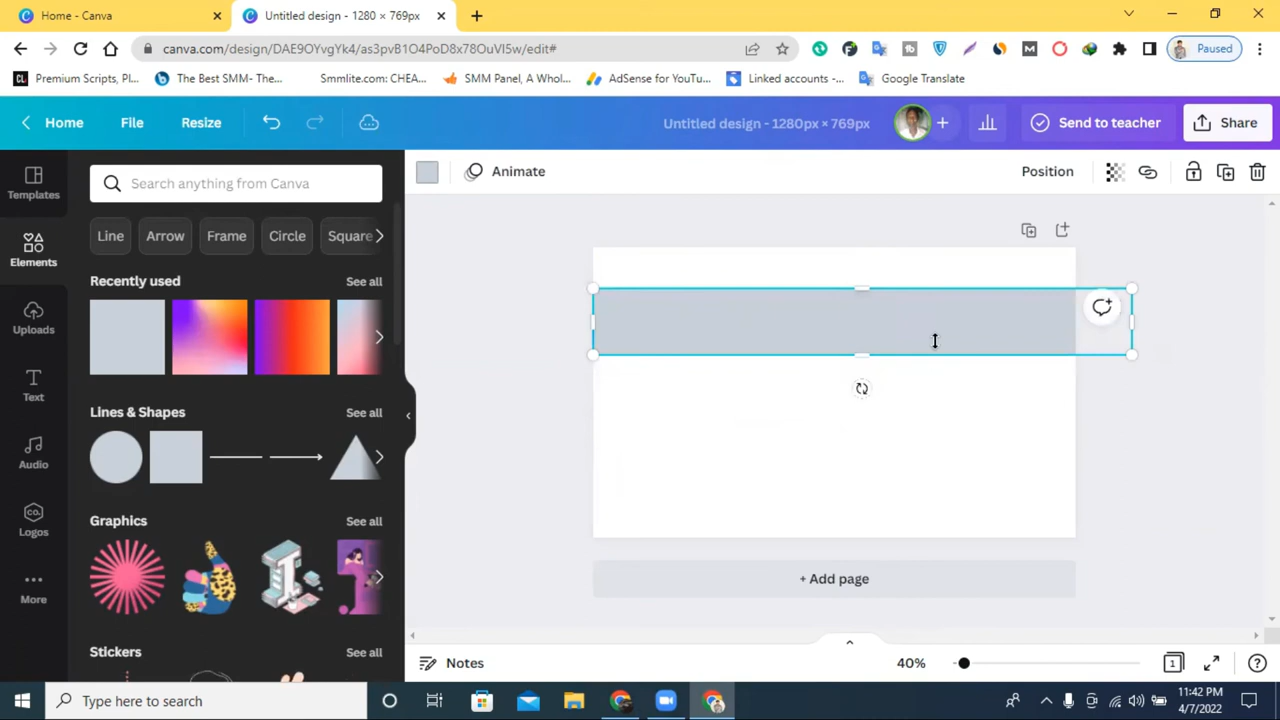 Home - Canva
Untitled design - 1280 × 769px
canva.com/design/DAE9OYvgYk4/as3pvB1O4PoD8x78OuVI5w/edit#
Paused
CL Premium Scripts, Pl...
The Best SMM- The...
Smmlite.com: CHEA...
SMM Panel, A Whol...
AdSense for YouTu...
Linked accounts -...
Google Translate
Home
File
Resize
Untitled design - 1280px × 769px
Send to teacher
Share
Templates
Elements
Uploads
Text
Audio
CO.
Logos
More
Search anything from Canva
Line
Arrow
Frame
Circle
Square
Recently used
See all
Lines & Shapes
See all
Graphics
See all
Stickers
See all
Animate
Position
+ Add page
Notes
40%
1
Type here to search
11:42 PM
4/7/2022